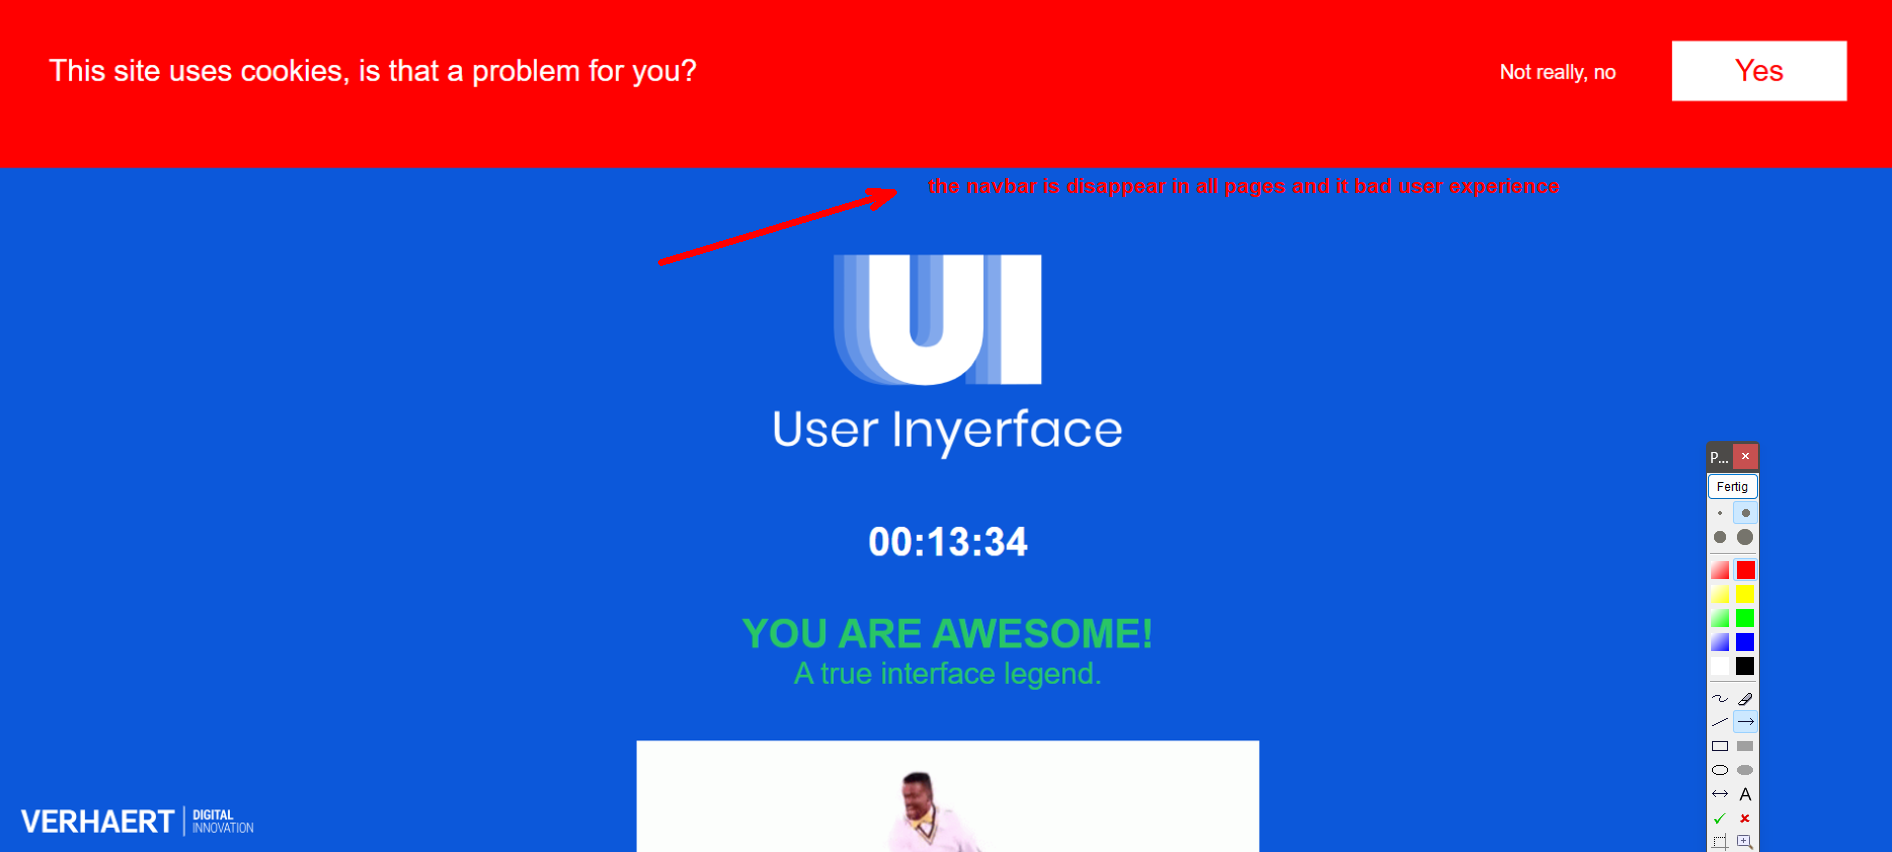 This site uses cookies, is that a problem for you?
Not really, no
Yes
the navbar is disappear in all pages and it bad user experience
UI
User Inyerface
00:13:34
YOU ARE AWESOME!
A true interface legend.
P...
Fertig
A
VERHAERT
DIGITAL
INNOVATION